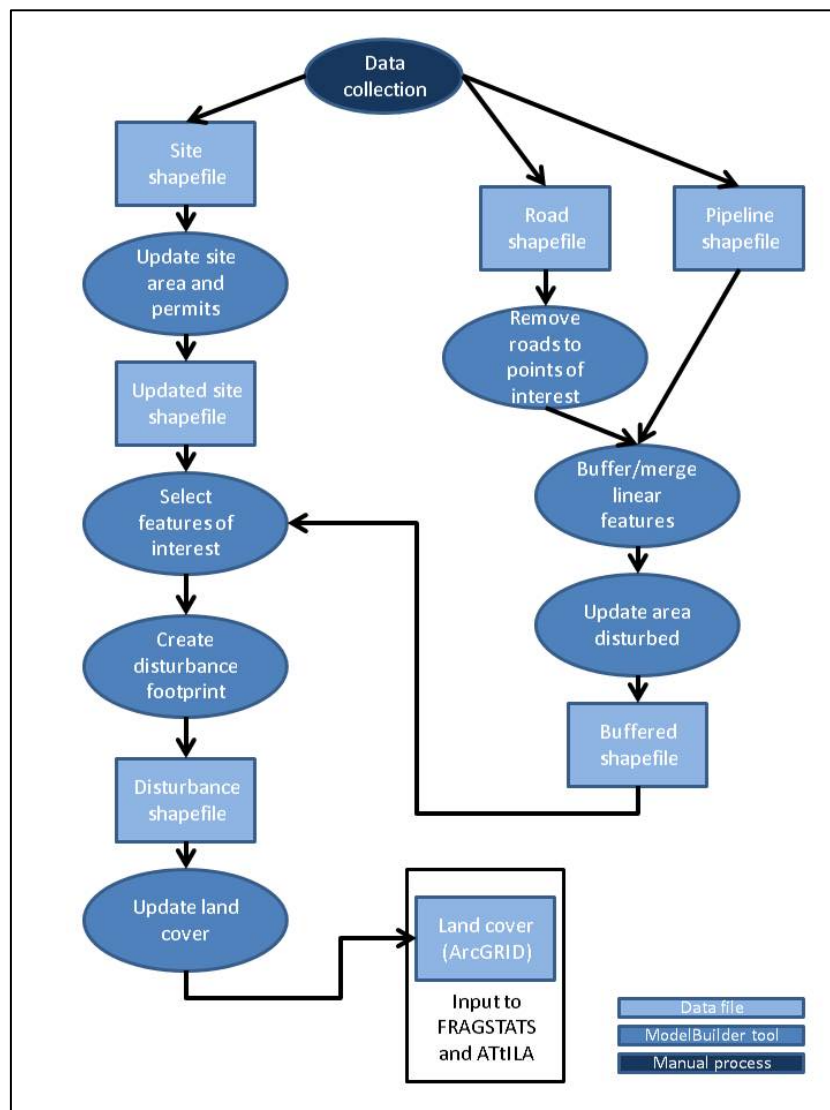 Data
collection
Site
shapefile
Road
shapefile
Pipeline
shapefile
Update site
area and
permits
Remove
roads to
points of
interest
Updated site
shapefile
Buffer/merge
linear
features
Select
features of
interest
Update area
disturbed
Create
disturbance
footprint
Buffered
shapefile
Disturbance
shapefile
Update land
cover
Land cover
(ArcGRID)
Input to
FRAGSTATS
and ATtILA
Data file
ModelBuilder tool
Manual process